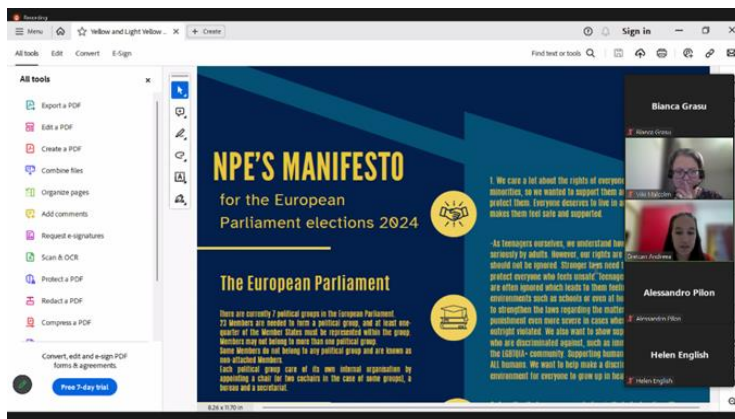 Recording
Menu
Yellow and Light Yellow ..
Create
Sign in
All tools
Edit
Convert
E-Sign
Find text or tools
All tools
Export a PDF
Edit a PDF
Create a PDF
Combine files
Organize pages
Add comments
Request e-signatures
Scan & OCR
Protect a PDF
Redact a PDF
Compress a PDF
Convert, edit and e-sign PDF
forms & agreements
Free 7-day trial
NPE'S MANIFESTO
for the European
Parliament elections 2024
The European Parliament
There are currently 7 political groups in the European Parliament.
23 Members are needed to form a political group, and at least one-
quarter of the Member States must be represented within the group.
Members may not belong to more than one political group.
Some Members do not belong to any political group and are known as
non-attached Members.
Each political group care of its own internal organisation by
appointing a chair (or two cochairs in the case of some groups), a
bureau and a secretariat.
8.26 x 11.70 in
1. We care a lot about the rights of everyone
minorities, so we wanted to support them a
protect them. Everyone deserves to live in a
makes them feel safe and supported.
-As teenagers ourselves, we understand how
seriously by adults. However, our rights are
should not be ignored. Stronger laws need
protect everyone who feels unsafe. Teenage
are often ignored which leads to them feeli
environments such as schools or even at ho
to strengthen the laws regarding the matter
punishment even more severe in cases wher
outright violated. We also want to show sup
who are discriminated against, such as imm
the LGBTQIA+ community. Supporting human
ALL humans. We want to help make a discri
environment for everyone to grow up in hea
Bianca Grasu
Bianca Grasu
Malcolm
Andreea
Alessandro Pilon
Alessandro Pilon
Helen English
Helen English